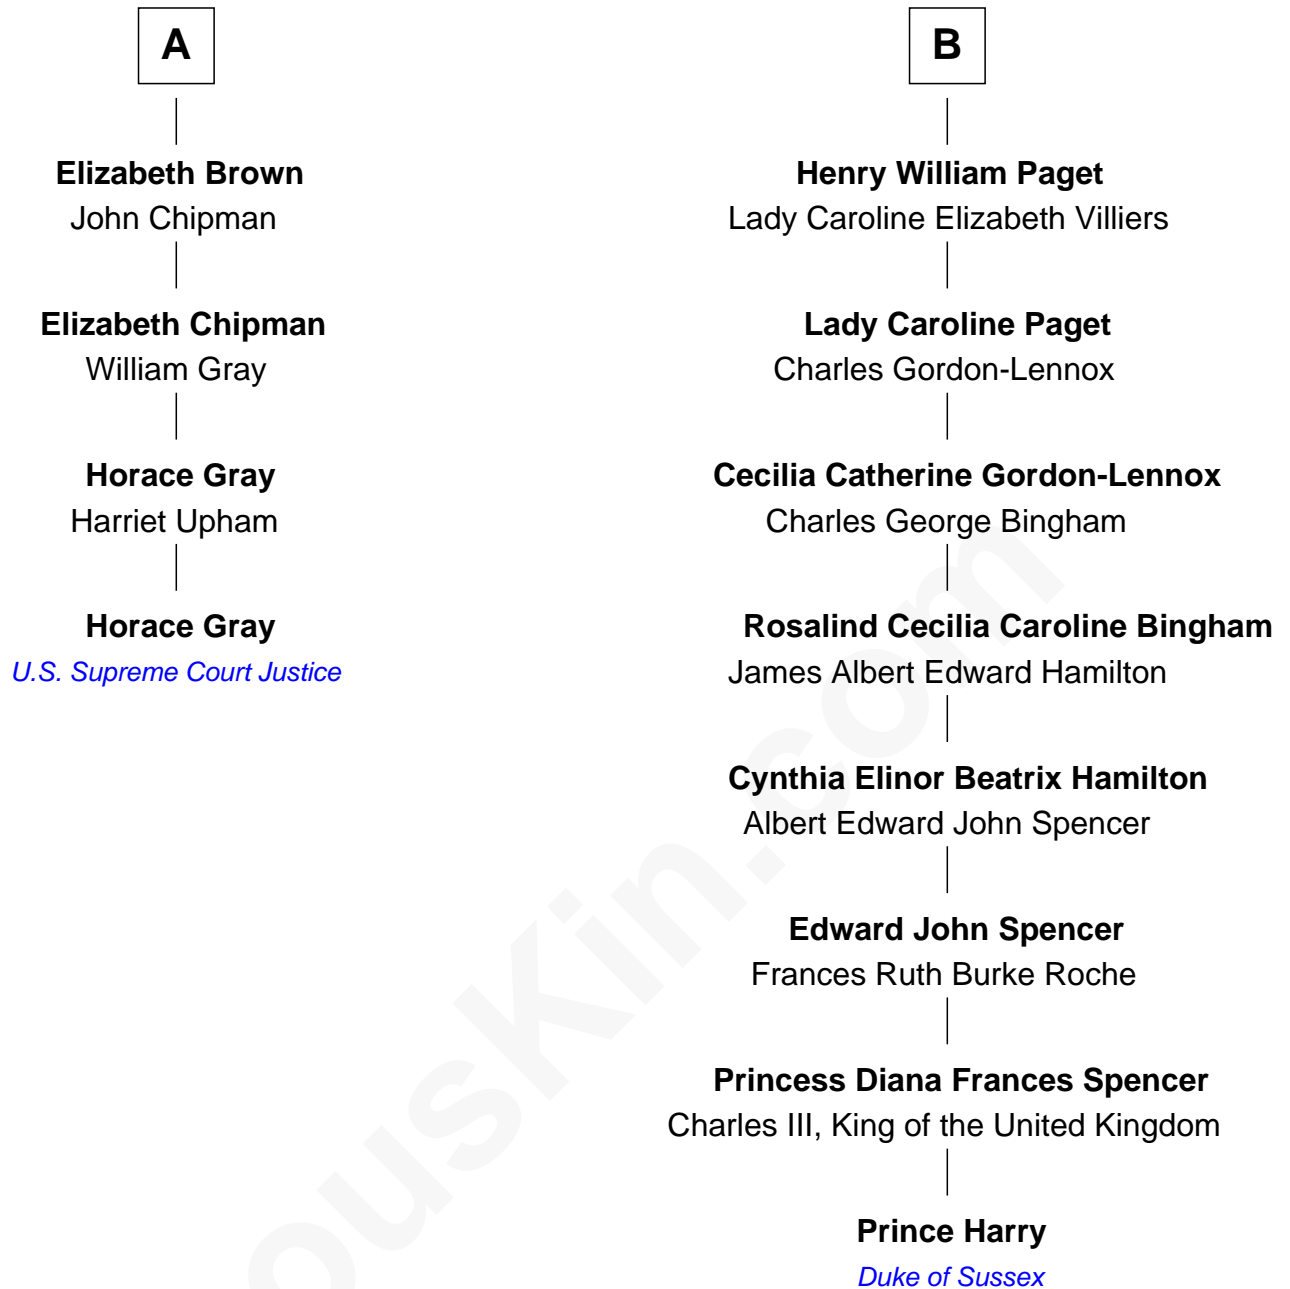 A
Elizabeth Brown
John Chipman
Elizabeth Chipman
William Gray
Horace Gray
Harriet Upham
Horace Gray
U.S. Supreme Court Justice
B
Henry William Paget
Lady Caroline Elizabeth Villiers
Lady Caroline Paget
Charles Gordon-Lennox
Cecilia Catherine Gordon-Lennox
Charles George Bingham
Rosalind Cecilia Caroline Bingham
James Albert Edward Hamilton
Cynthia Elinor Beatrix Hamilton
Albert Edward John Spencer
Edward John Spencer
Frances Ruth Burke Roche
Princess Diana Frances Spencer
Charles III, King of the United Kingdom
Prince Harry
Duke of Sussex
ousKin.com